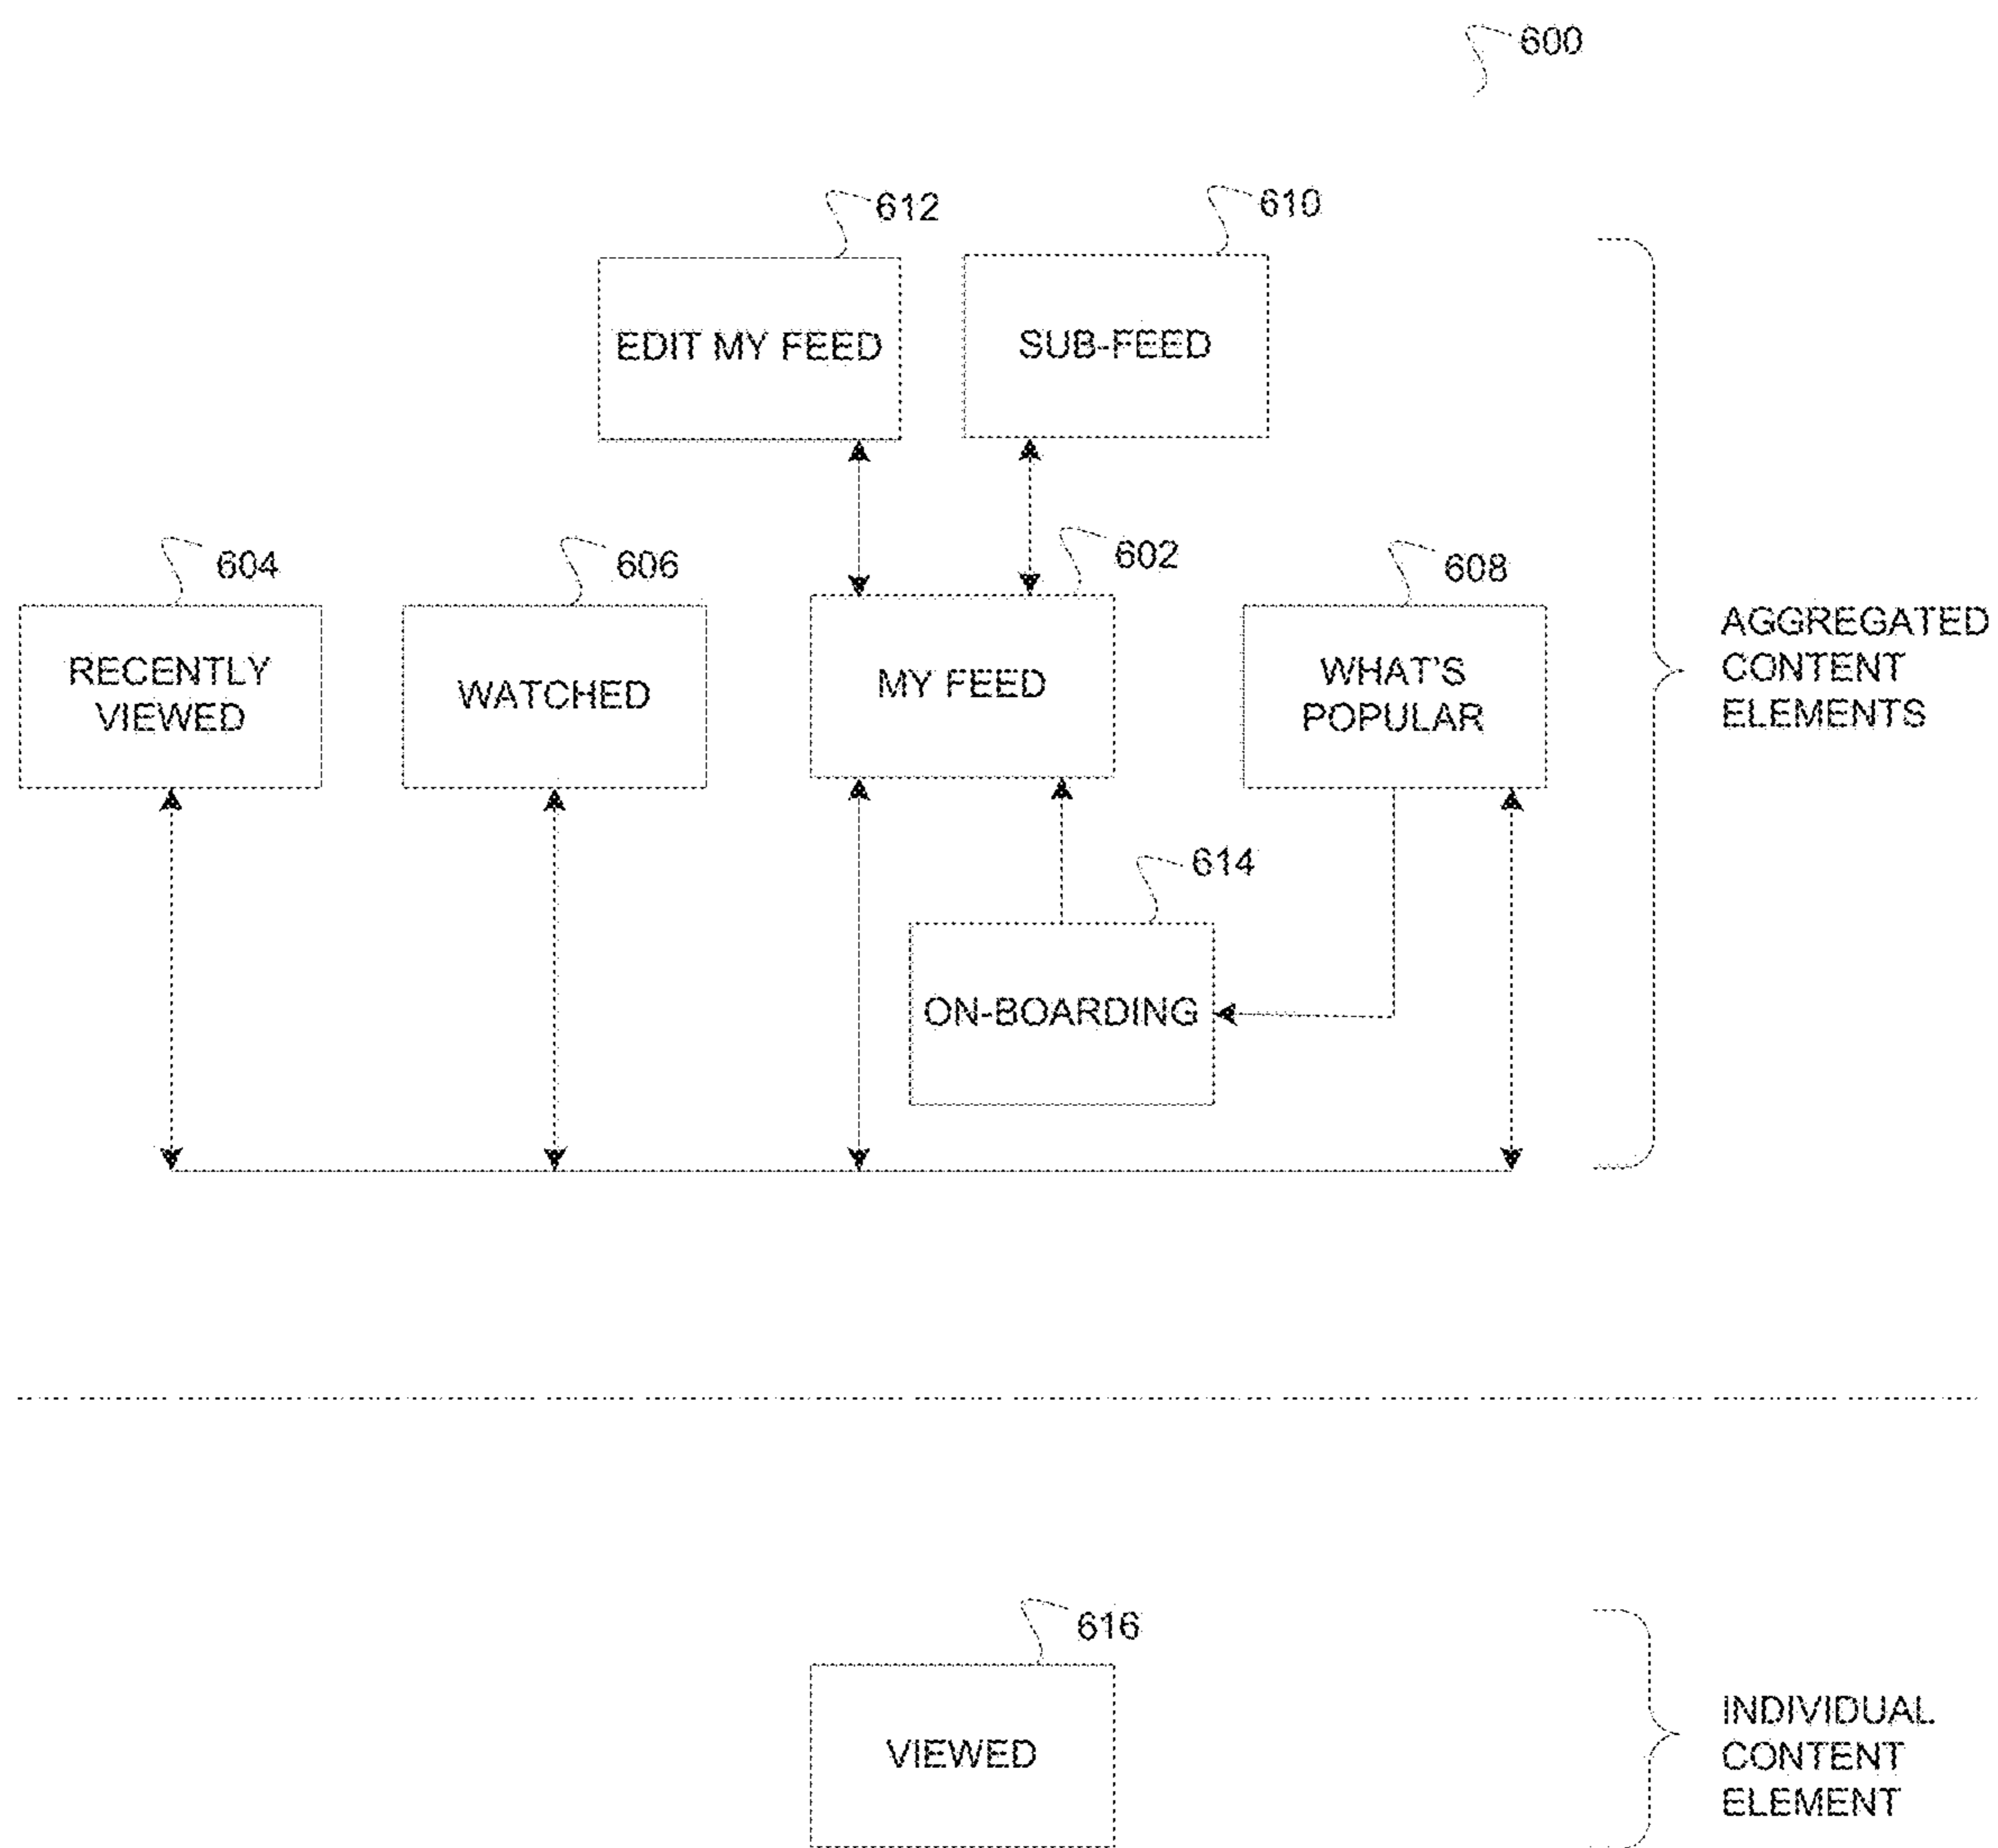 600
612
610
EDIT MY FEED
SUB-FEED
604
606
602
608
RECENTLY
VIEWED
WATCHED
MY FEED
WHAT'S
POPULAR
AGGREGATED
CONTENT
ELEMENTS
614
ON-BOARDING
616
VIEWED
INDIVIDUAL
CONTENT
ELEMENT